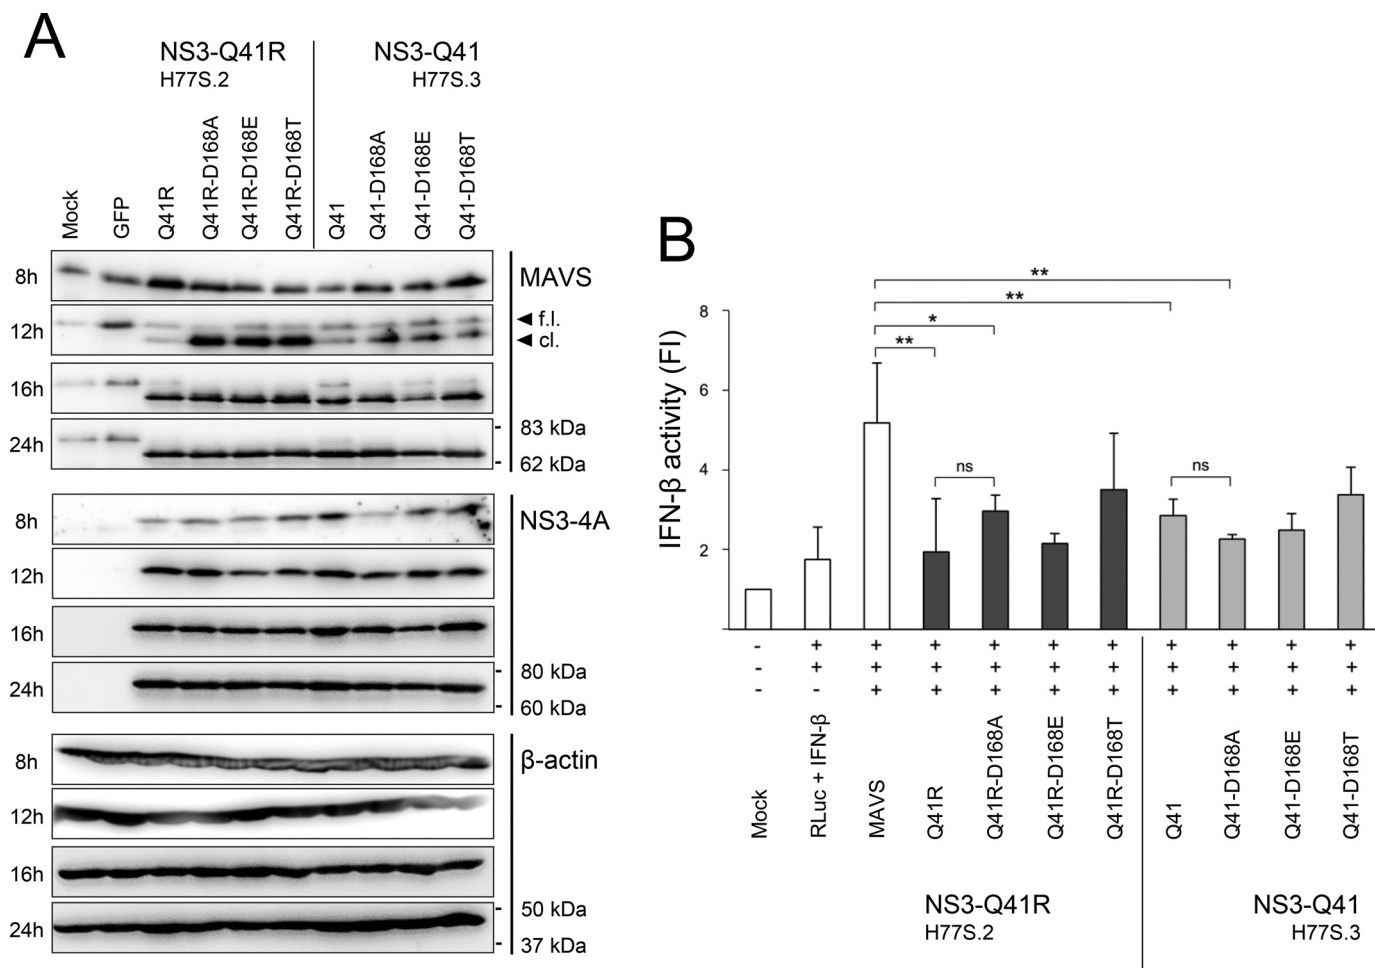 A
NS3-Q41R
H77S.2
NS3-Q41
H77S.3
Mock
GFP
Q41R
Q41R-D168A
Q41R-D168E
Q41R-D168T
Q41
Q41-D168A
Q41-D168E
Q41-D168T
8h
MAVS
12h
◄ f.l.
◄ cl.
16h
24h
- 83 kDa
- 62 kDa
8h
NS3-4A
12h
16h
24h
- 80 kDa
- 60 kDa
8h
β-actin
12h
16h
24h
- 50 kDa
- 37 kDa
B
IFN-β activity (FI)
8
6
4
2
**
**
*
**
ns
ns
- + + + + + + + + + +
- + + + + + + + + + +
- - + + + + + + + + +
Mock
RLuc + IFN-β
MAVS
Q41R
Q41R-D168A
Q41R-D168E
Q41R-D168T
Q41
Q41-D168A
Q41-D168E
Q41-D168T
NS3-Q41R
H77S.2
NS3-Q41
H77S.3